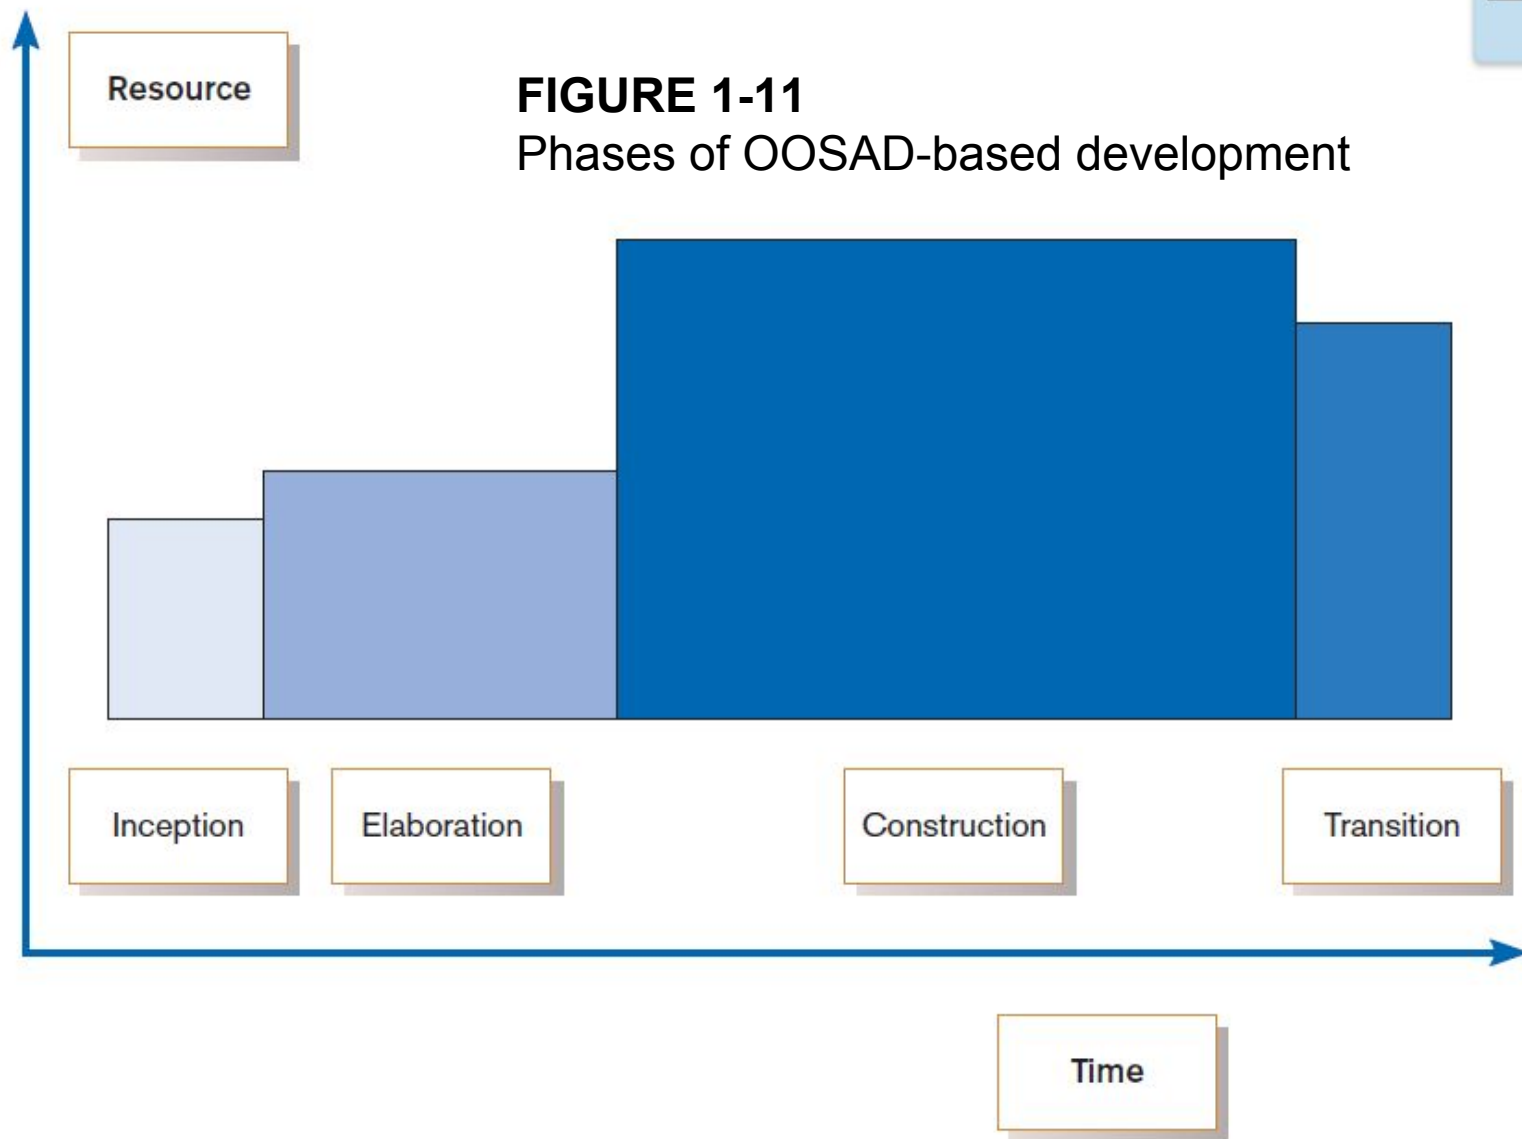 Resource
FIGURE 1-11
Phases of OOSAD-based development
Inception
Elaboration
Construction
Transition
Time